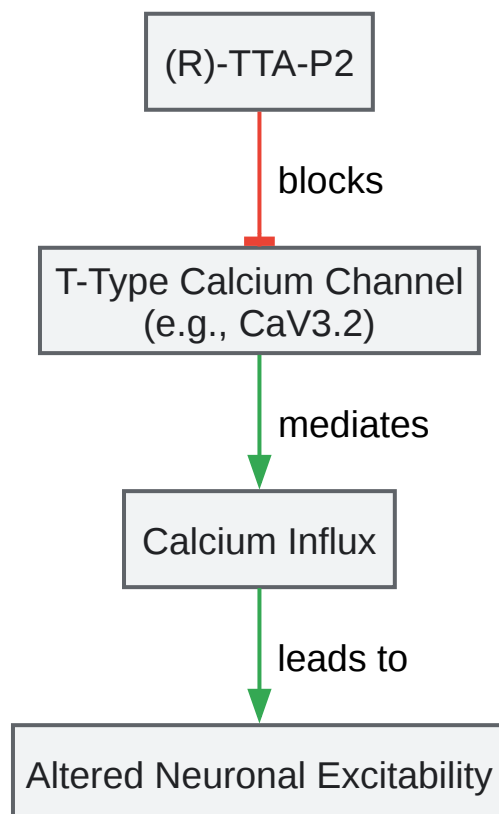 (R)-TTA-P2
blocks
T-Type Calcium Channel
(e.g., CaV3.2)
mediates
Calcium Influx
leads to
Altered Neuronal Excitability